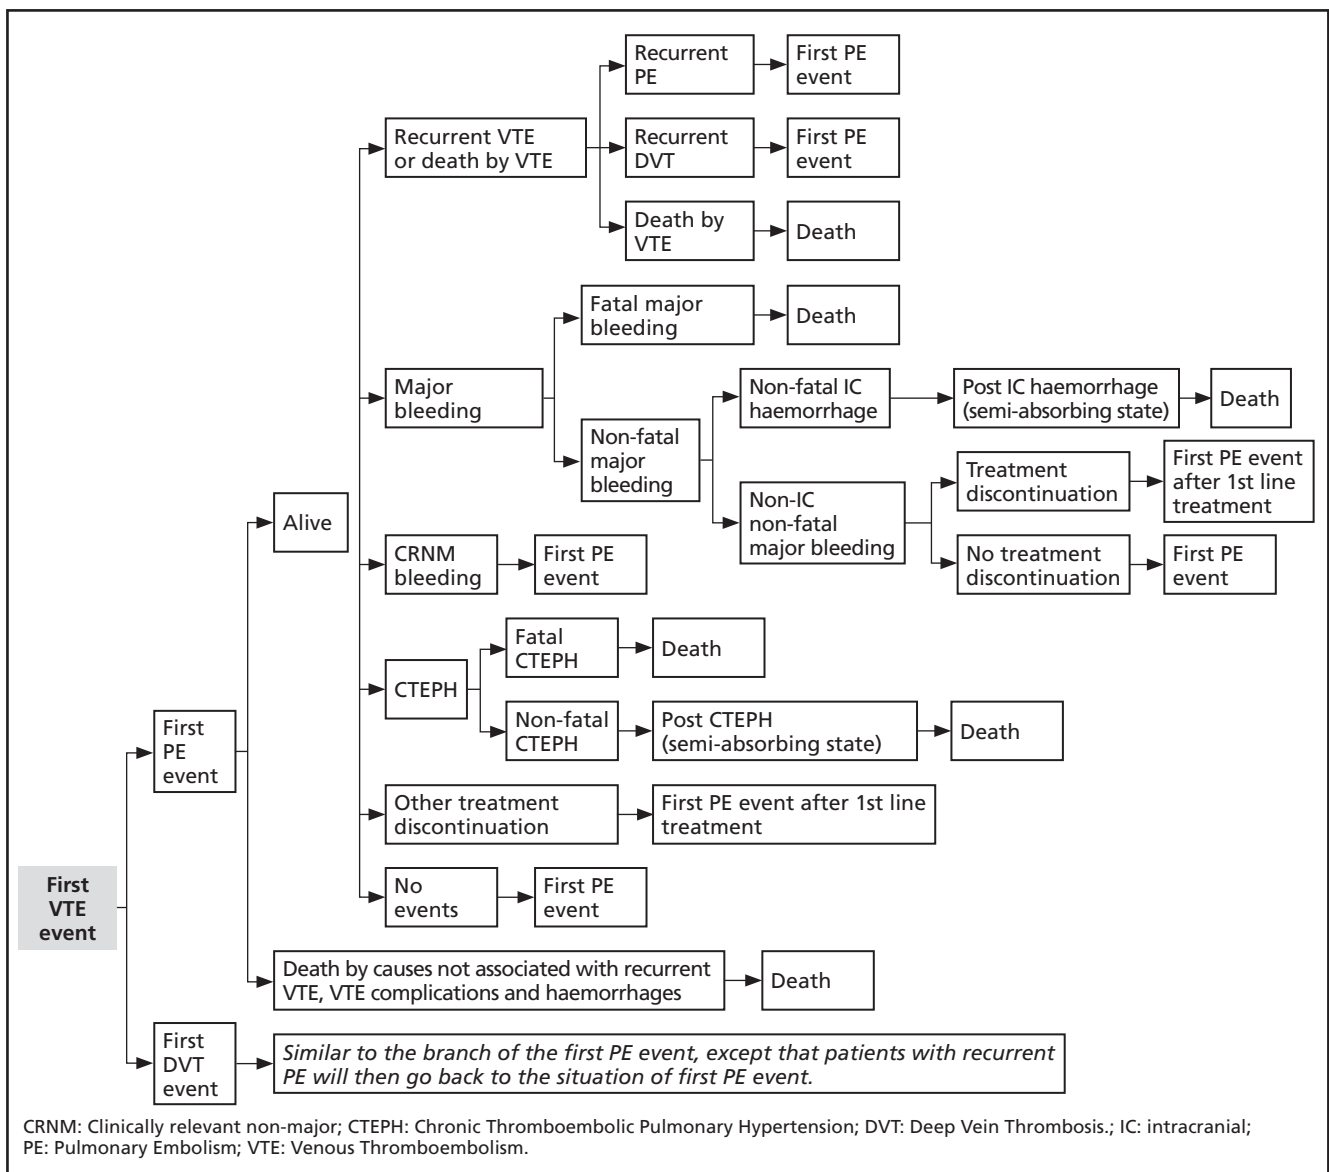 Recurrent
PE
First PE
event
Recurrent VTE
or death by VTE
Recurrent
DVT
First PE
event
Death by
VTE
Death
Fatal major
bleeding
Death
Major
bleeding
Non-fatal
major
bleeding
Non-fatal IC
haemorrhage
Post IC haemorrhage
(semi-absorbing state)
Death
Non-IC
non-fatal
major bleeding
Treatment
discontinuation
First PE event
after 1st line
treatment
No treatment
discontinuation
First PE
event
Alive
CRNM
bleeding
First PE
event
CTEPH
Fatal
CTEPH
Death
Non-fatal
CTEPH
Post CTEPH
(semi-absorbing state)
Death
First
PE
event
Other treatment
discontinuation
First PE event after 1st line
treatment
No
events
First PE
event
First
VTE
event
Death by causes not associated with recurrent
VTE, VTE complications and haemorrhages
Death
First
DVT
event
Similar to the branch of the first PE event, except that patients with recurrent
PE will then go back to the situation of first PE event.
CRNM: Clinically relevant non-major; CTEPH: Chronic Thromboembolic Pulmonary Hypertension; DVT: Deep Vein Thrombosis.; IC: intracranial;
PE: Pulmonary Embolism; VTE: Venous Thromboembolism.